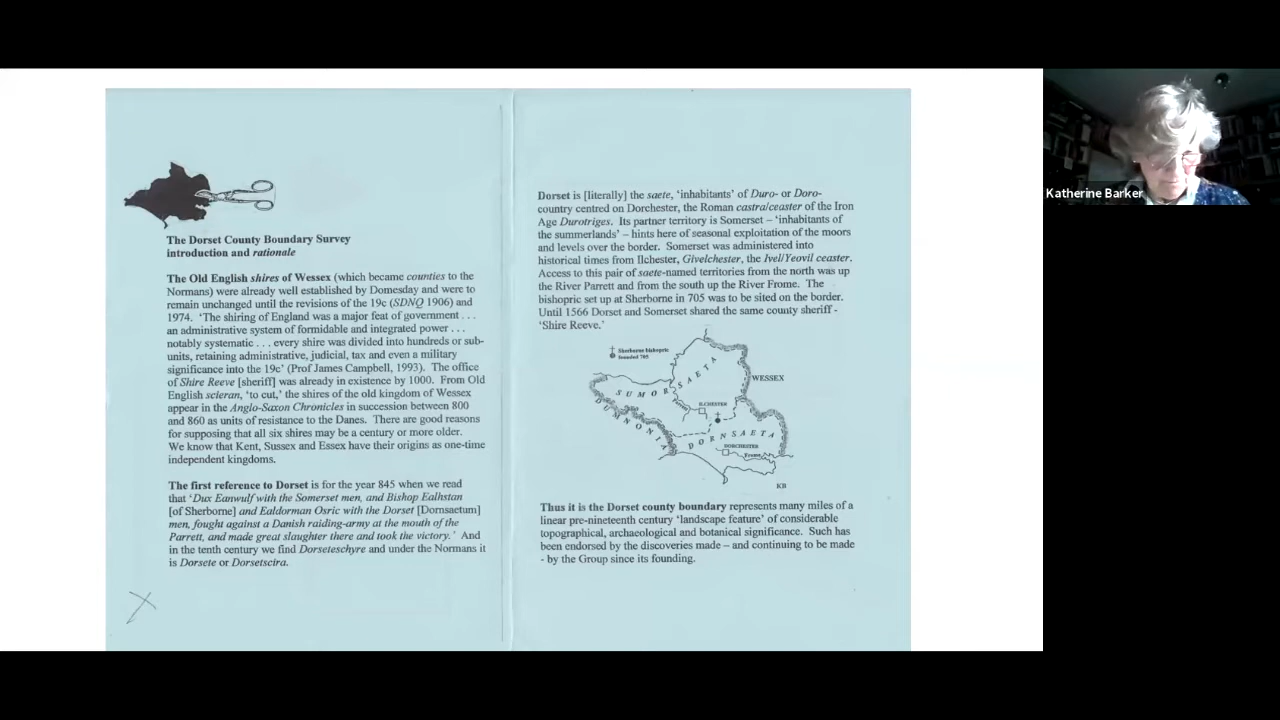 The Dorset County Boundary Survey
introduction and rationale
The Old English shires of Wessex (which became counties to the
Normans) were already well established by Domesday and were to
remain unchanged until the revisions of the 19c (SDNQ 1906) and
1974. 'The shiring of England was a major feat of government . . .
an administrative system of formidable and integrated power . . .
notably systematic . . . every shire was divided into hundreds or sub-
units, retaining administrative, judicial, tax and even a military
significance into the 19c' (Prof James Campbell, 1993). The office
of Shire Reeve [sheriff] was already in existence by 1000. From Old
English scieran, 'to cut,' the shires of the old kingdom of Wessex
appear in the Anglo-Saxon Chronicles in succession between 800
and 860 as units of resistance to the Danes. There are good reasons
for supposing that all six shires may be a century or more older.
We know that Kent, Sussex and Essex have their origins as one-time
independent kingdoms.
The first reference to Dorset is for the year 845 when we read
that 'Dux Eanwulf with the Somerset men, and Bishop Ealhstan
[of Sherborne] and Ealdorman Osric with the Dorset [Dornsaetum]
men, fought against a Danish raiding-army at the mouth of the
Parrett, and made great slaughter there and took the victory.' And
in the tenth century we find Dorseteschyre and under the Normans it
is Dorsete or Dorsetscira.
Dorset is [literally] the saete, 'inhabitants' of Duro- or Doro-
country centred on Dorchester, the Roman castra/ceaster of the Iron
Age Durotriges. Its partner territory is Somerset – 'inhabitants of
the summerlands' – hints here of seasonal exploitation of the moors
and levels over the border. Somerset was administered into
historical times from Ilchester, Givelchester, the Ivel/Yeovil ceaster.
Access to this pair of saete-named territories from the north was up
the River Parrett and from the south up the River Frome. The
bishopric set up at Sherborne in 705 was to be sited on the border.
Until 1566 Dorset and Somerset shared the same county sheriff -
'Shire Reeve.'
Sherborne bishopric
founded 705
SUMORSAETA
WESSEX
DUMNONIA
ILCHESTER
DORNSAETA
DORCHESTER
Frome
KB
Thus it is the Dorset county boundary represents many miles of a
linear pre-nineteenth century 'landscape feature' of considerable
topographical, archaeological and botanical significance. Such has
been endorsed by the discoveries made – and continuing to be made
- by the Group since its founding.
Katherine Barker